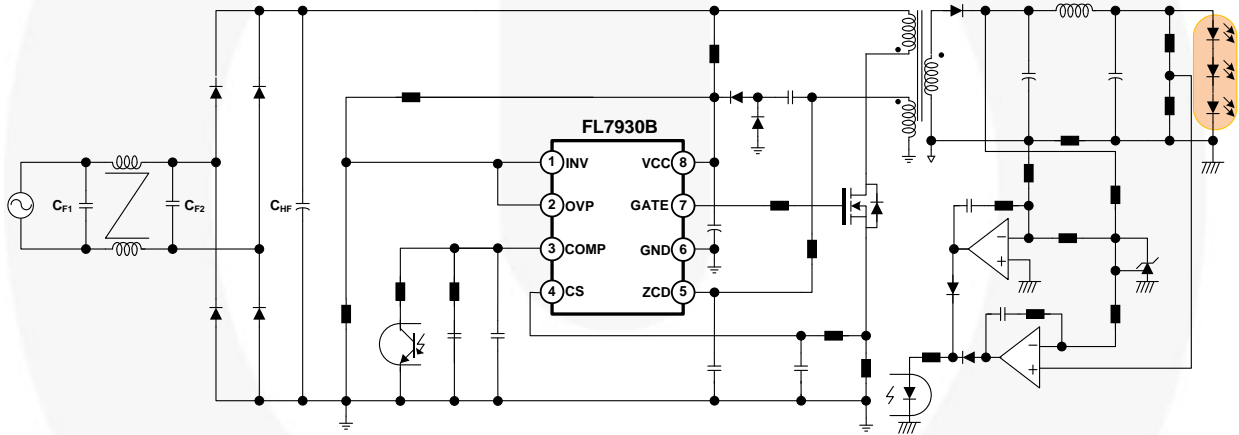 FL7930B
1 INV VCC 8
2 OVP GATE 7
3 COMP GND 6
4 CS ZCD 5
CF1
CF2
CHF